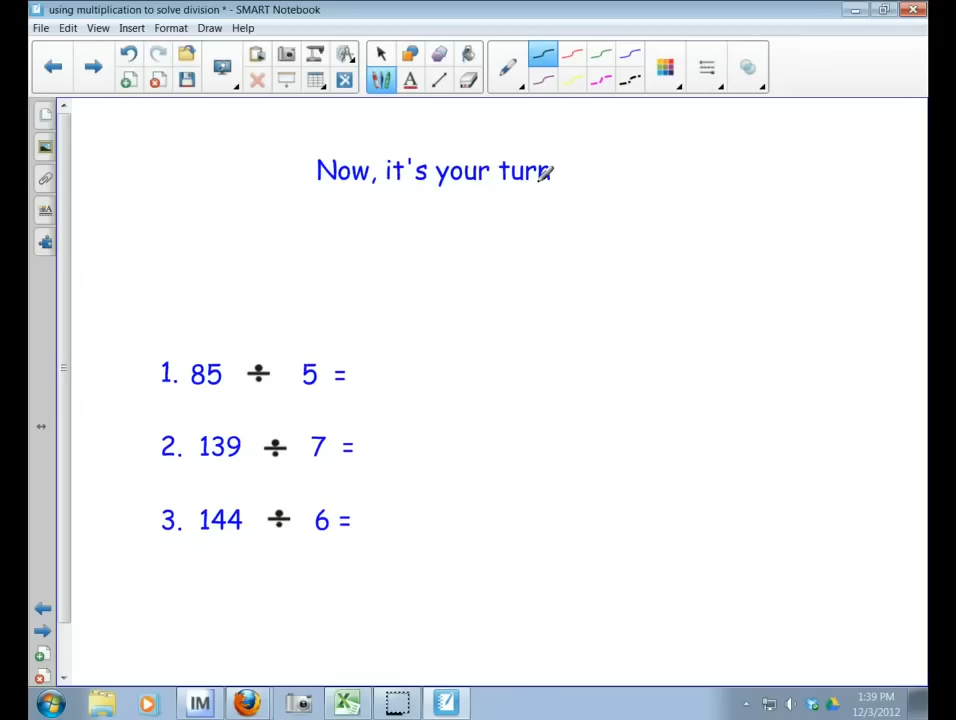 using multiplication to solve division * - SMART Notebook
File Edit View Insert Format Draw Help
Now, it's your turn
1. 85 ÷ 5 =
2. 139 ÷ 7 =
3. 144 ÷ 6 =
IM
1:39 PM
12/3/2012